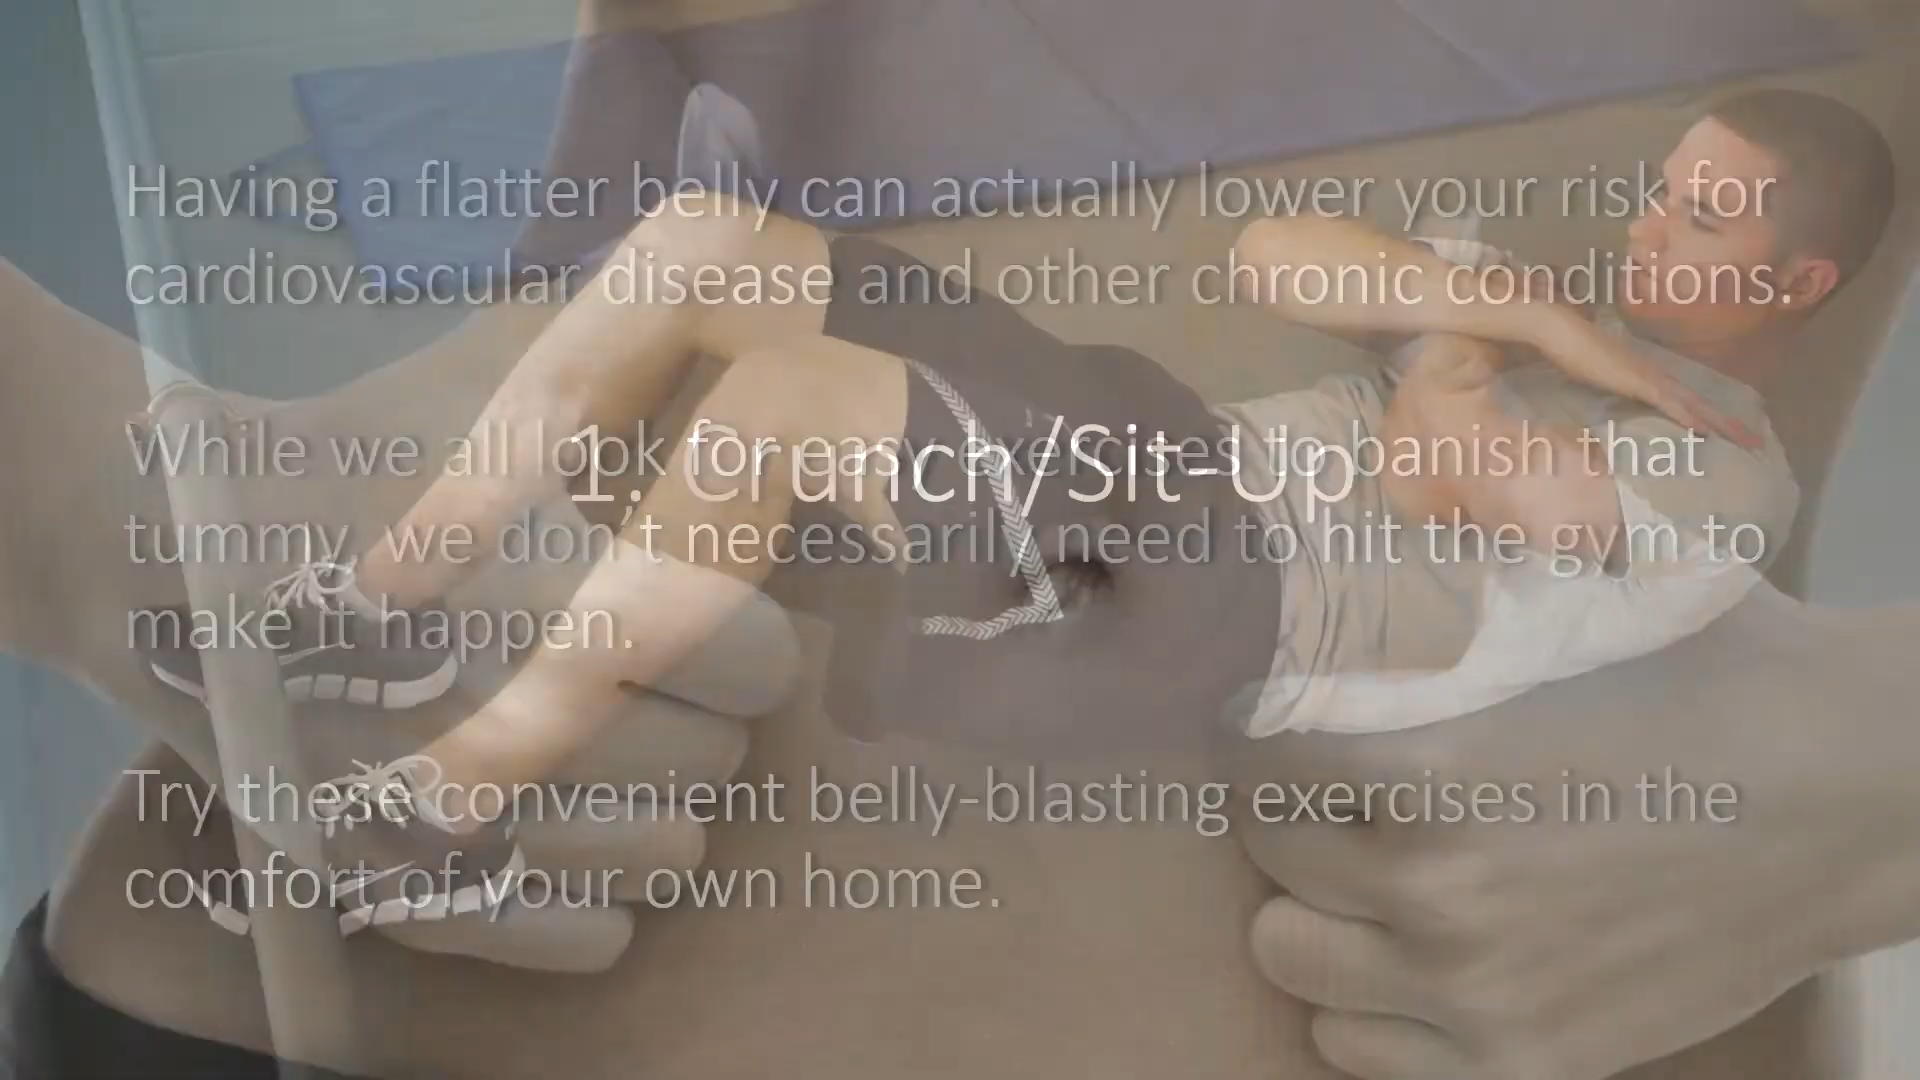 Having a flatter belly can actually lower your risk for
cardiovascular disease and other chronic conditions.
While we all look for easy exercises to banish that
tummy, we don't necessarily need to hit the gym to
make it happen.
1. Crunch/Sit-Up
Try these convenient belly-blasting exercises in the
comfort of your own home.